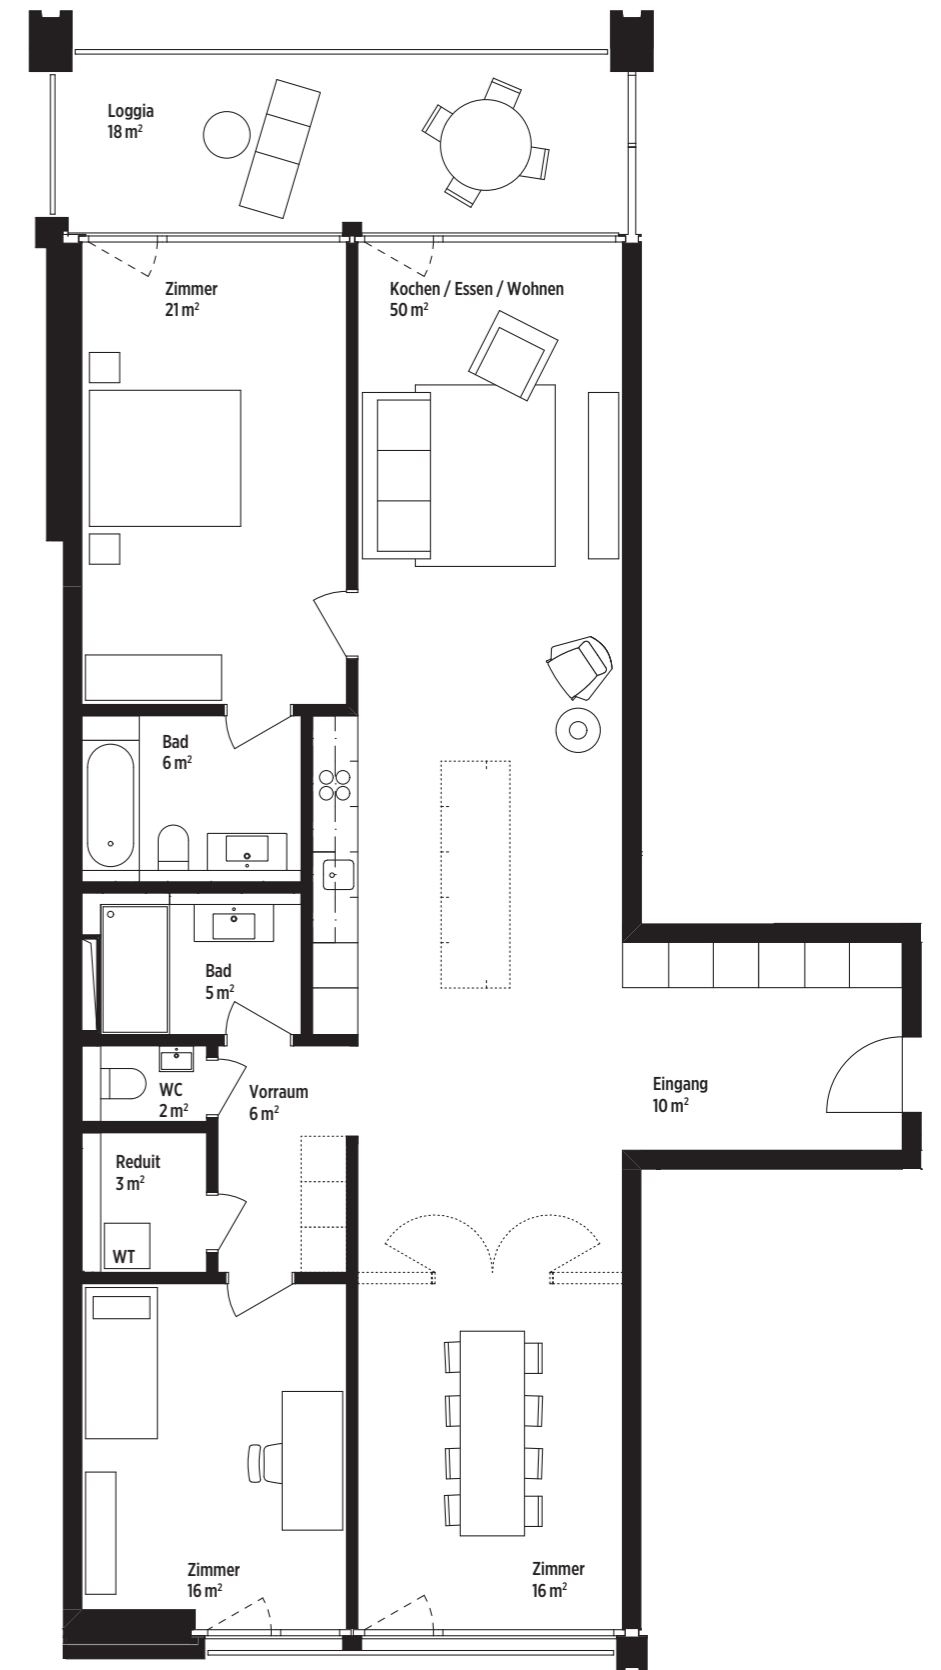 Loggia
18 m²
Zimmer
21 m²
Kochen / Essen / Wohnen
50 m²
Bad
6 m²
Bad
5 m²
WC
2 m²
Vorraum
6 m²
Eingang
10 m²
Reduit
3 m²
WT
Zimmer
16 m²
Zimmer
16 m²